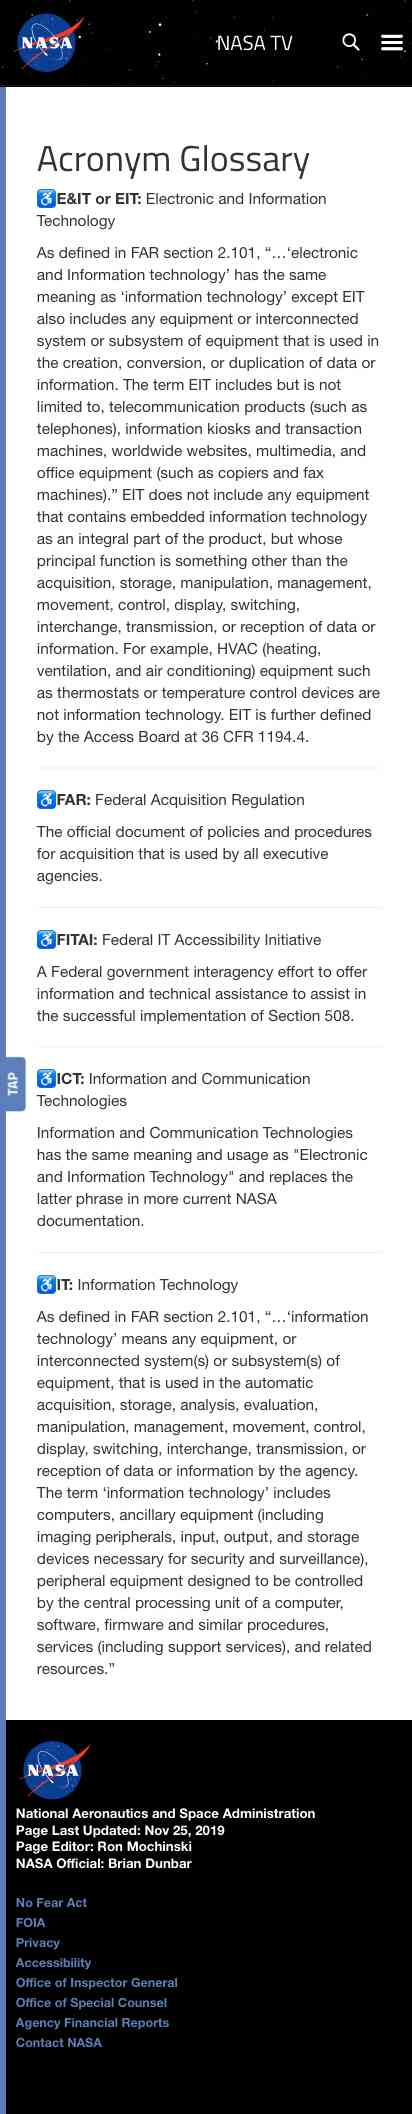 NASA
NASA TV
Acronym Glossary
♿E&IT or EIT: Electronic and Information
Technology
As defined in FAR section 2.101, “…‘electronic
and Information technology’ has the same
meaning as ‘information technology’ except EIT
also includes any equipment or interconnected
system or subsystem of equipment that is used in
the creation, conversion, or duplication of data or
information. The term EIT includes but is not
limited to, telecommunication products (such as
telephones), information kiosks and transaction
machines, worldwide websites, multimedia, and
office equipment (such as copiers and fax
machines).” EIT does not include any equipment
that contains embedded information technology
as an integral part of the product, but whose
principal function is something other than the
acquisition, storage, manipulation, management,
movement, control, display, switching,
interchange, transmission, or reception of data or
information. For example, HVAC (heating,
ventilation, and air conditioning) equipment such
as thermostats or temperature control devices are
not information technology. EIT is further defined
by the Access Board at 36 CFR 1194.4.
♿FAR: Federal Acquisition Regulation
The official document of policies and procedures
for acquisition that is used by all executive
agencies.
♿FITAI: Federal IT Accessibility Initiative
A Federal government interagency effort to offer
information and technical assistance to assist in
the successful implementation of Section 508.
TAP
♿ICT: Information and Communication
Technologies
Information and Communication Technologies
has the same meaning and usage as "Electronic
and Information Technology" and replaces the
latter phrase in more current NASA
documentation.
♿IT: Information Technology
As defined in FAR section 2.101, “…‘information
technology’ means any equipment, or
interconnected system(s) or subsystem(s) of
equipment, that is used in the automatic
acquisition, storage, analysis, evaluation,
manipulation, management, movement, control,
display, switching, interchange, transmission, or
reception of data or information by the agency.
The term ‘information technology’ includes
computers, ancillary equipment (including
imaging peripherals, input, output, and storage
devices necessary for security and surveillance),
peripheral equipment designed to be controlled
by the central processing unit of a computer,
software, firmware and similar procedures,
services (including support services), and related
resources.”
NASA
National Aeronautics and Space Administration
Page Last Updated: Nov 25, 2019
Page Editor: Ron Mochinski
NASA Official: Brian Dunbar
No Fear Act
FOIA
Privacy
Accessibility
Office of Inspector General
Office of Special Counsel
Agency Financial Reports
Contact NASA